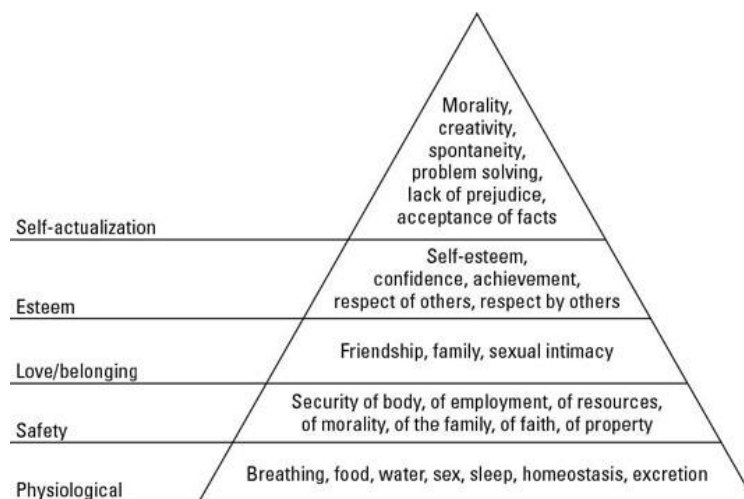 Morality,
creativity,
spontaneity,
problem solving,
lack of prejudice,
acceptance of facts
Self-actualization
Self-esteem,
confidence, achievement,
respect of others, respect by others
Esteem
Friendship, family, sexual intimacy
Love/belonging
Security of body, of employment, of resources,
of morality, of the family, of faith, of property
Safety
Breathing, food, water, sex, sleep, homeostasis, excretion
Physiological